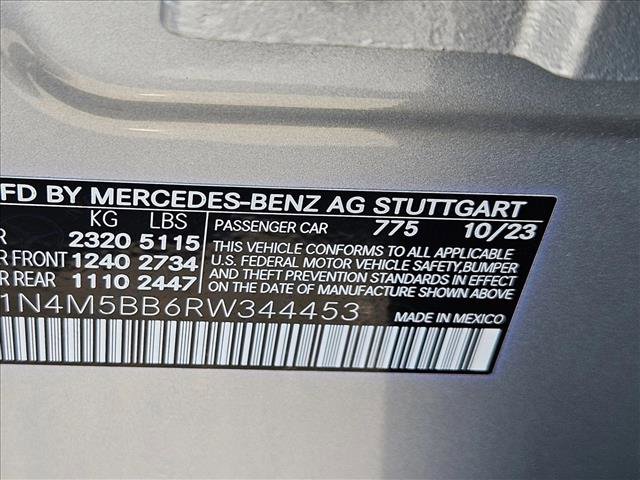 MFD BY MERCEDES-BENZ AG STUTTGART
KG LBS PASSENGER CAR 775 10/23
R 2320 5115 THIS VEHICLE CONFORMS TO ALL APPLICABLE
FRONT 1240 2734 U.S. FEDERAL MOTOR VEHICLE SAFETY, BUMPER
REAR 1110 2447 AND THEFT PREVENTION STANDARDS IN EFFECT
ON THE DATE OF MANUFACTURE SHOWN ABOVE.
1N4M5BB6RW344453 MADE IN MEXICO